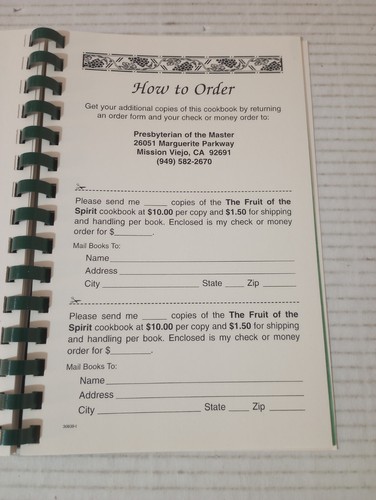 How to Order
Get your additional copies of this cookbook by returning
an order form and your check or money order to:
Presbyterian of the Master
26051 Marguerite Parkway
Mission Viejo, CA 92691
(949) 582-2670
Please send me _____ copies of the The Fruit of the
Spirit cookbook at $10.00 per copy and $1.50 for shipping
and handling per book. Enclosed is my check or money
order for $________.
Mail Books To:
Name
Address
City State Zip
Please send me _____ copies of the The Fruit of the
Spirit cookbook at $10.00 per copy and $1.50 for shipping
and handling per book. Enclosed is my check or money
order for $________.
Mail Books To:
Name
Address
City State Zip